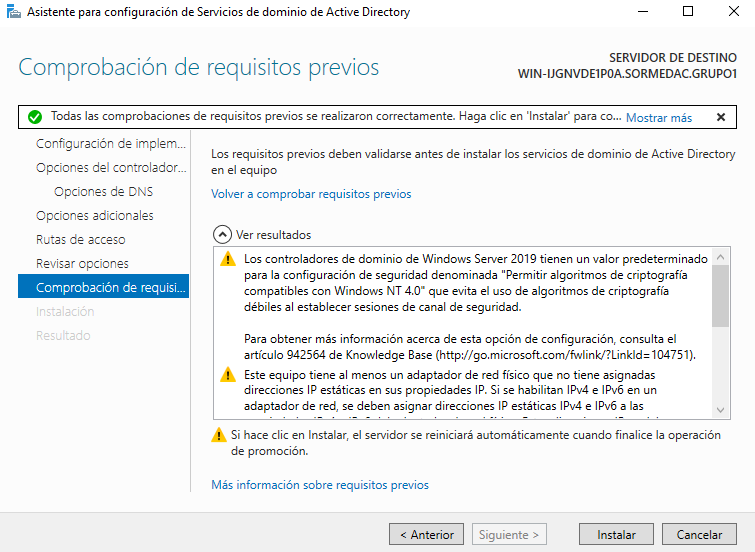 Asistente para configuración de Servicios de dominio de Active Directory
Comprobación de requisitos previos
SERVIDOR DE DESTINO
WIN-IJGNVDE1P0A.SORMEDAC.GRUPO1
Todas las comprobaciones de requisitos previos se realizaron correctamente. Haga clic en 'Instalar' para co... Mostrar más
Configuración de implem...
Opciones del controlador...
Opciones de DNS
Opciones adicionales
Rutas de acceso
Revisar opciones
Comprobación de requisi...
Instalación
Resultado
Los requisitos previos deben validarse antes de instalar los servicios de dominio de Active Directory
en el equipo
Volver a comprobar requisitos previos
Ver resultados
Los controladores de dominio de Windows Server 2019 tienen un valor predeterminado
para la configuración de seguridad denominada "Permitir algoritmos de criptografía
compatibles con Windows NT 4.0" que evita el uso de algoritmos de criptografía
débiles al establecer sesiones de canal de seguridad.
Para obtener más información acerca de esta opción de configuración, consulta el
artículo 942564 de Knowledge Base (http://go.microsoft.com/fwlink/?LinkId=104751).
Este equipo tiene al menos un adaptador de red físico que no tiene asignadas
direcciones IP estáticas en sus propiedades IP. Si se habilitan IPv4 e IPv6 en un
adaptador de red, se deben asignar direcciones IP estáticas IPv4 e IPv6 a las
Si hace clic en Instalar, el servidor se reiniciará automáticamente cuando finalice la operación
de promoción.
Más información sobre requisitos previos
< Anterior
Siguiente >
Instalar
Cancelar